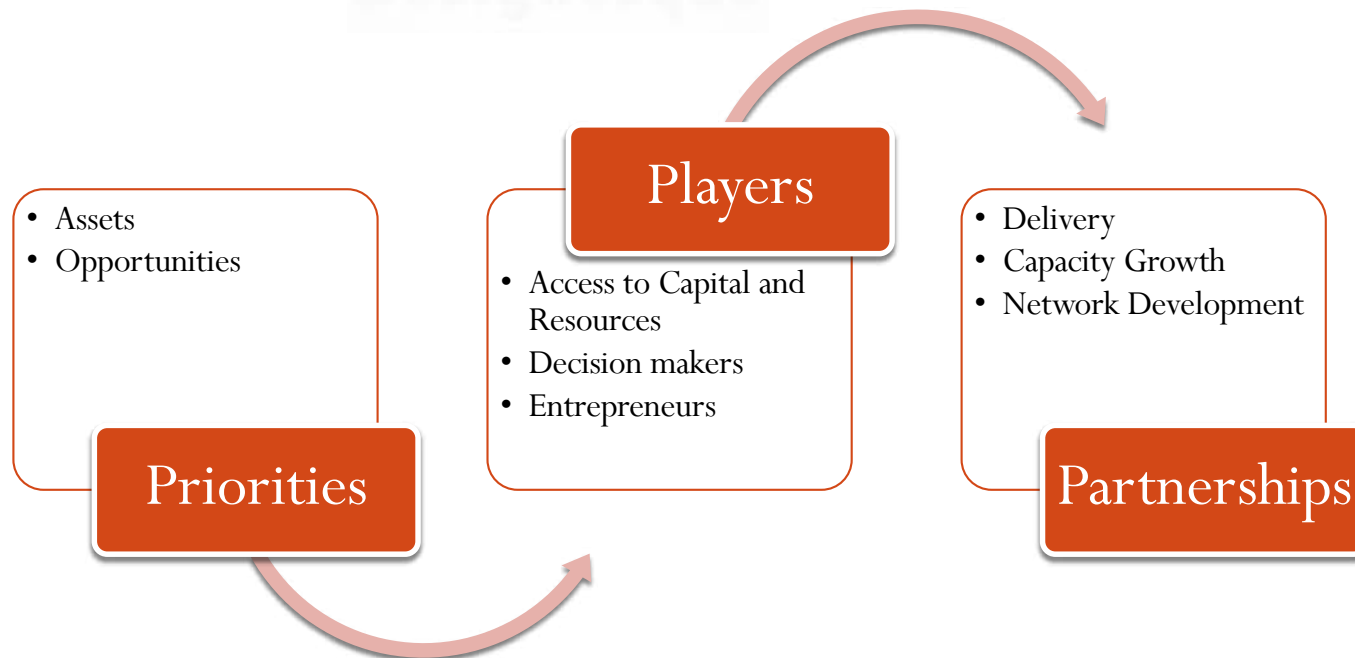 • Assets
• Opportunities
Priorities
Players
• Access to Capital and
Resources
• Decision makers
• Entrepreneurs
• Delivery
• Capacity Growth
• Network Development
Partnerships